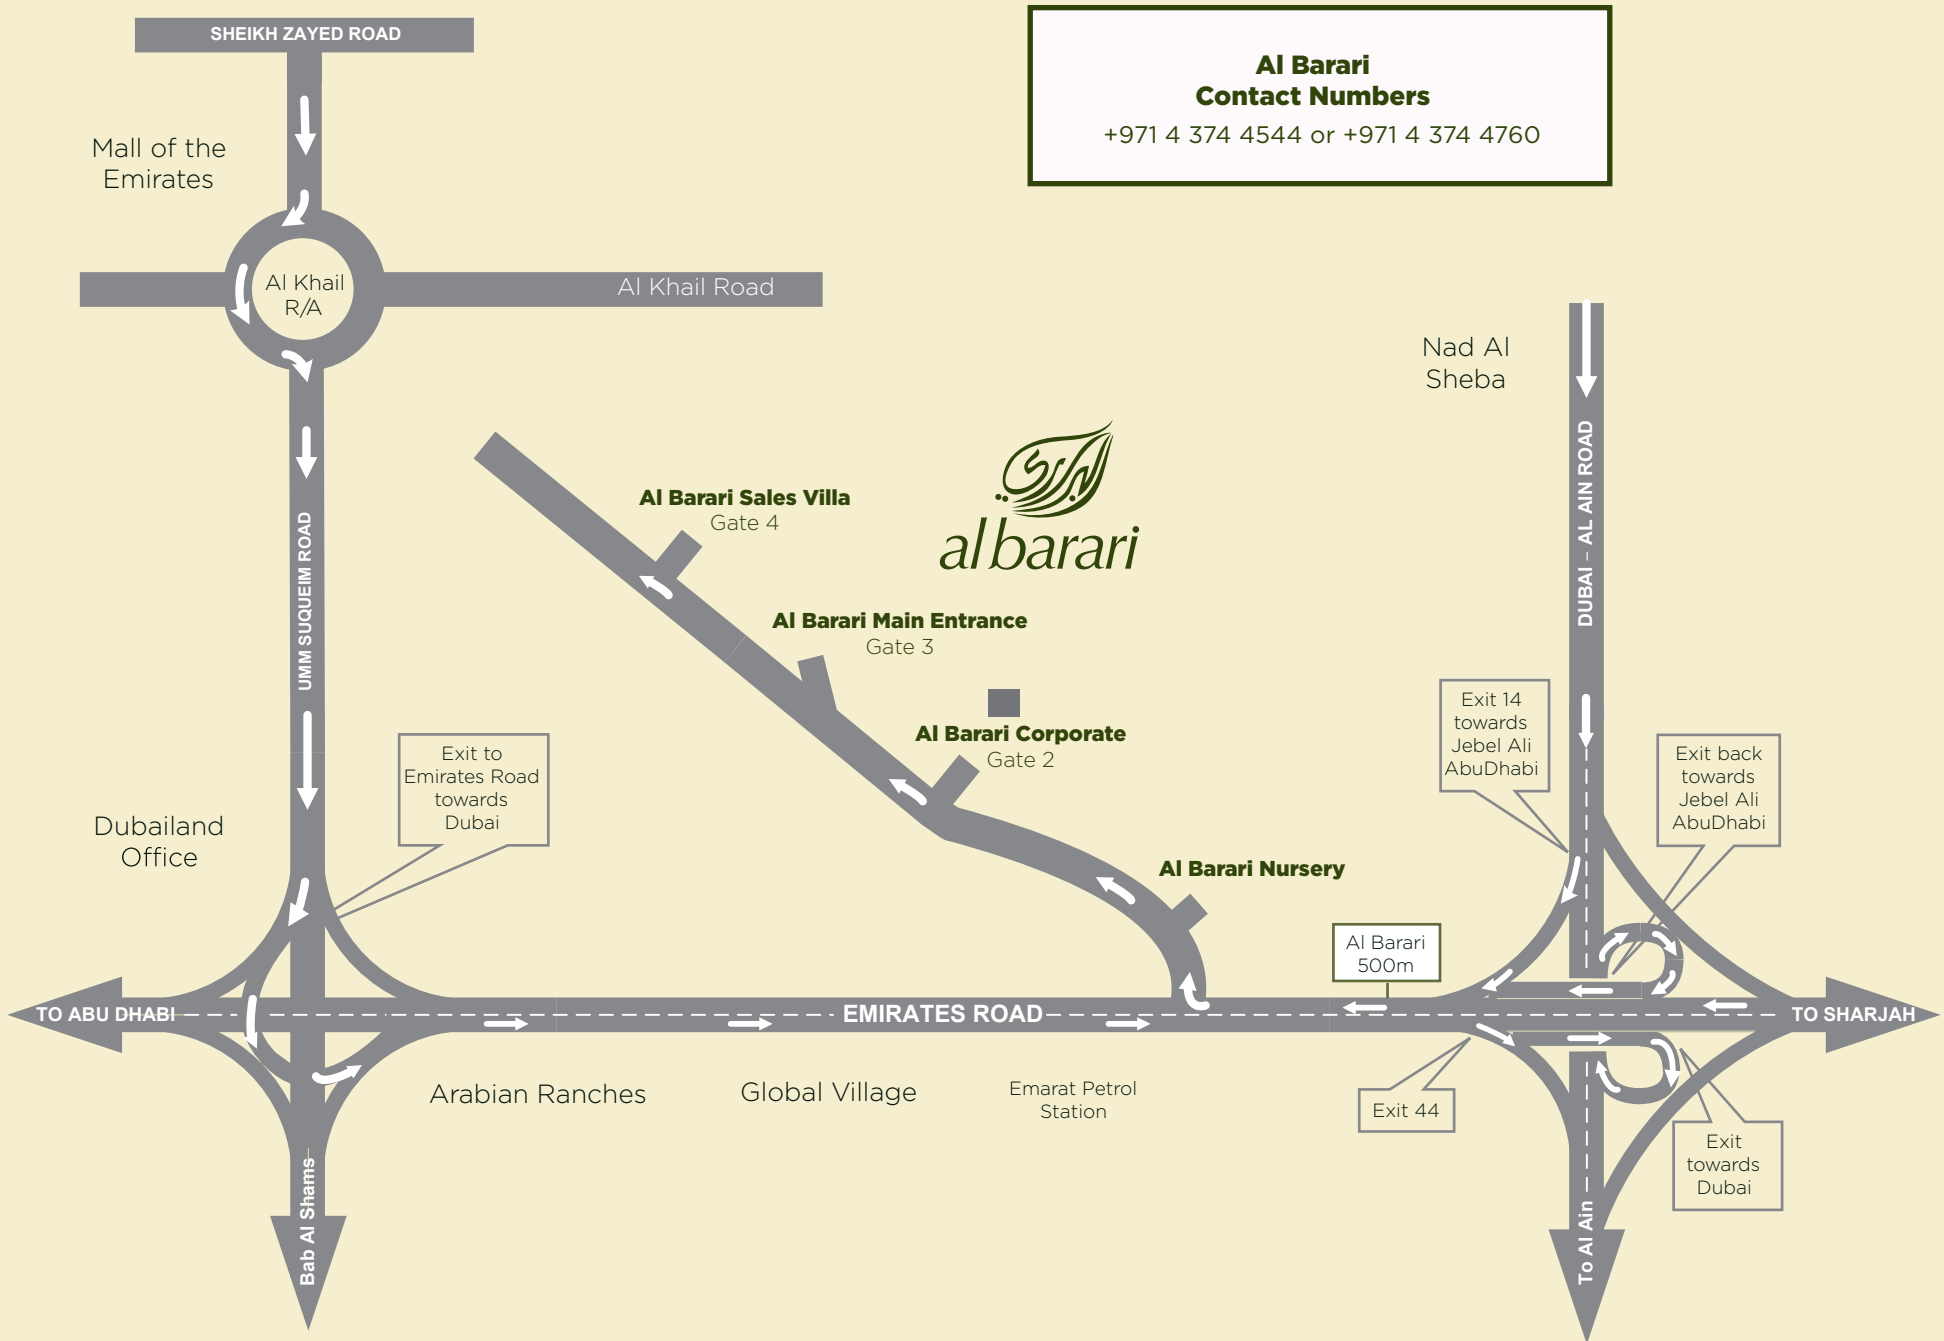 SHEIKH ZAYED ROAD
Al Barari
Contact Numbers
+971 4 374 4544 or +971 4 374 4760
Mall of the
Emirates
Al Khail
R/A
Al Khail Road
Nad Al
Sheba
UMM SUQUEIM ROAD
DUBAI – AL AIN ROAD
البراري
al barari
Al Barari Sales Villa
Gate 4
Al Barari Main Entrance
Gate 3
Al Barari Corporate
Gate 2
Al Barari Nursery
Exit to
Emirates Road
towards
Dubai
Dubailand
Office
Exit 14
towards
Jebel Ali
AbuDhabi
Exit back
towards
Jebel Ali
AbuDhabi
Al Barari
500m
TO ABU DHABI
EMIRATES ROAD
TO SHARJAH
Arabian Ranches
Global Village
Emarat Petrol
Station
Exit 44
Exit
towards
Dubai
Bab Al Shams
To Al Ain